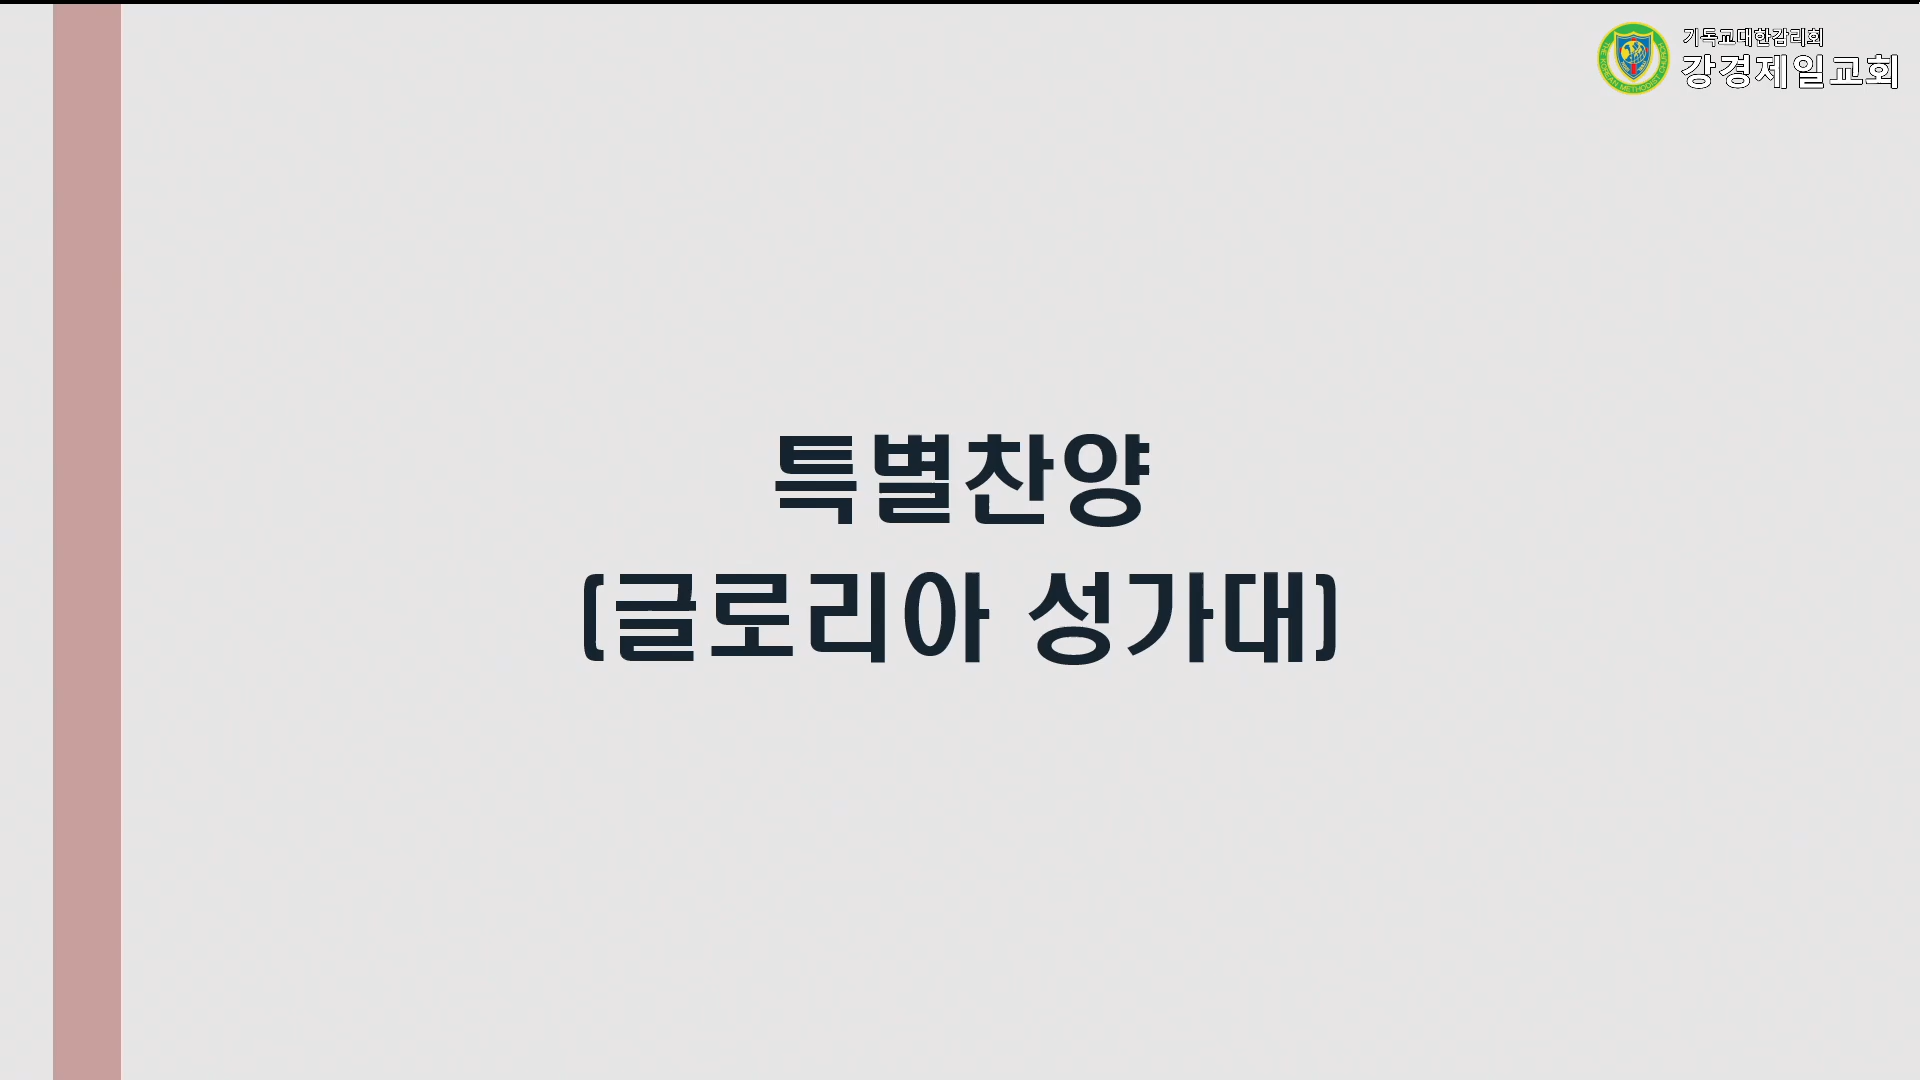 기독교대한감리회
강경제일교회
특별찬양
(글로리아 성가대)